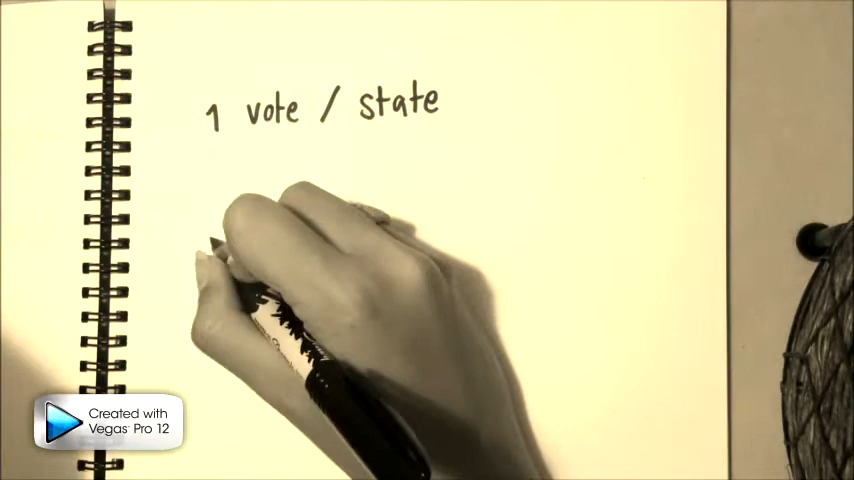 1 vote / state
Created with
Vegas Pro 12